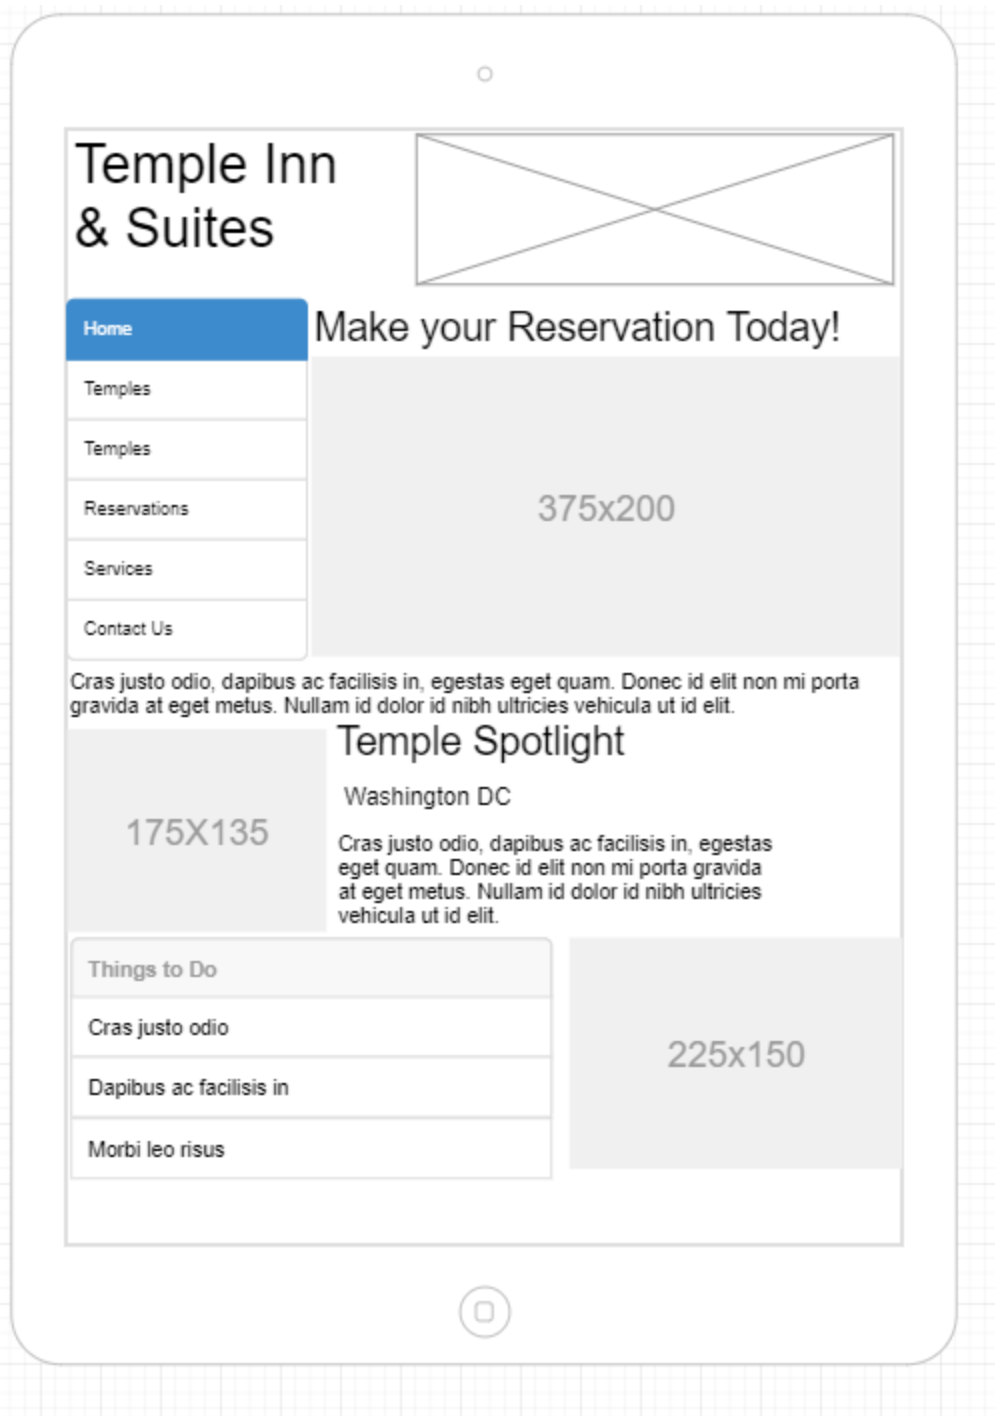 Temple Inn
& Suites
Home
Make your Reservation Today!
Temples
Temples
Reservations
Services
Contact Us
375x200
Cras justo odio, dapibus ac facilisis in, egestas eget quam. Donec id elit non mi porta
gravida at eget metus. Nullam id dolor id nibh ultricies vehicula ut id elit.
175X135
Temple Spotlight
Washington DC
Cras justo odio, dapibus ac facilisis in, egestas
eget quam. Donec id elit non mi porta gravida
at eget metus. Nullam id dolor id nibh ultricies
vehicula ut id elit.
Things to Do
Cras justo odio
Dapibus ac facilisis in
Morbi leo risus
225x150